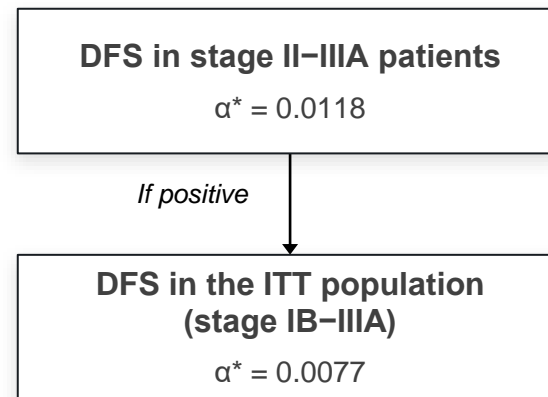 DFS in stage II−IIIA patients
α* = 0.0118
If positive
DFS in the ITT population
(stage IB−IIIA)
α* = 0.0077